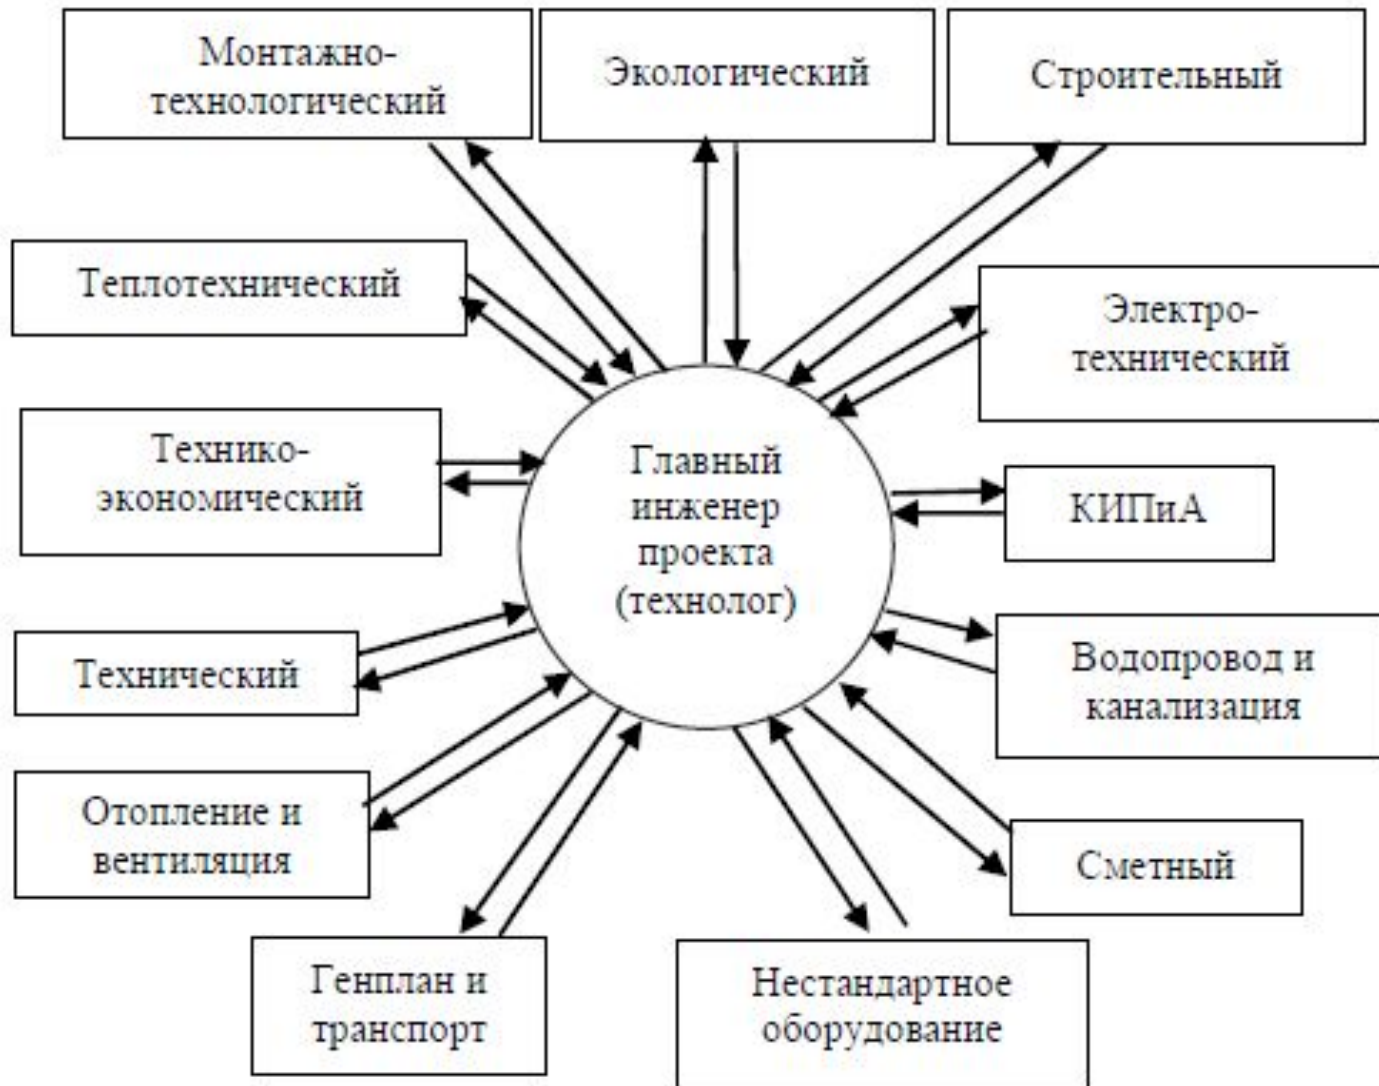 Монтажно-
технологический
Экологический
Строительный
Теплотехнический
Электро-
технический
Технико-
экономический
Главный
инженер
проекта
(технолог)
КИПиА
Технический
Водопровод и
канализация
Отопление и
вентиляция
Сметный
Генплан и
транспорт
Нестандартное
оборудование